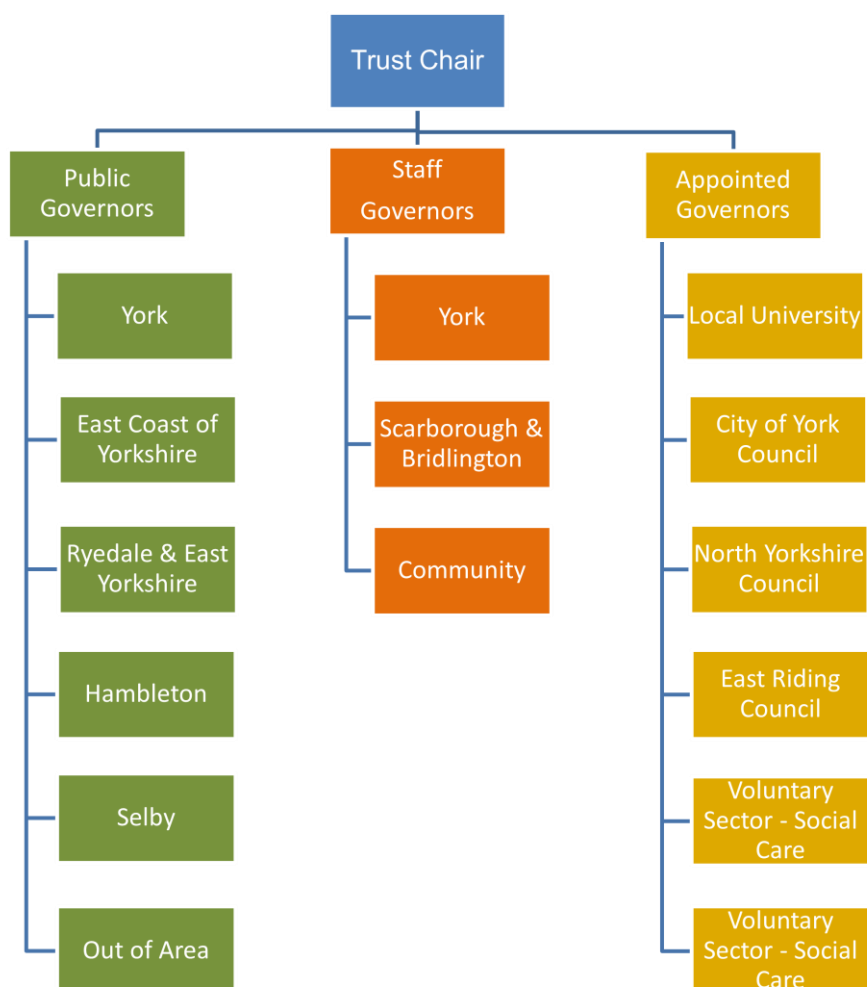 Trust Chair
Public
Governors
York
East Coast of
Yorkshire
Ryedale & East
Yorkshire
Hambleton
Selby
Out of Area
Staff
Governors
York
Scarborough &
Bridlington
Community
Appointed
Governors
Local University
City of York
Council
North Yorkshire
Council
East Riding
Council
Voluntary
Sector - Social
Care
Voluntary
Sector - Social
Care